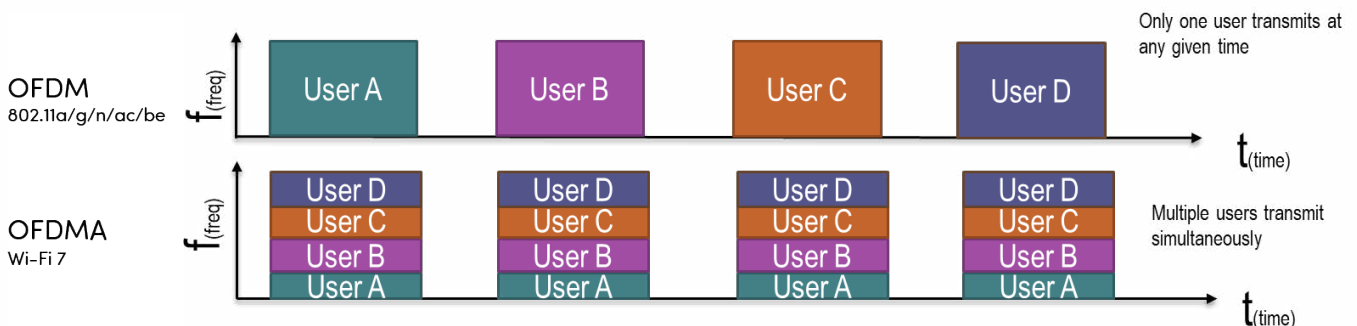 Only one user transmits at
any given time
OFDM
802.11a/g/n/ac/be
f(freq)
User A
User B
User C
User D
t(time)
OFDMA
Wi-Fi 7
f(freq)
User D
User C
User B
User A
User D
User C
User B
User A
User D
User C
User B
User A
User D
User C
User B
User A
Multiple users transmit
simultaneously
t(time)